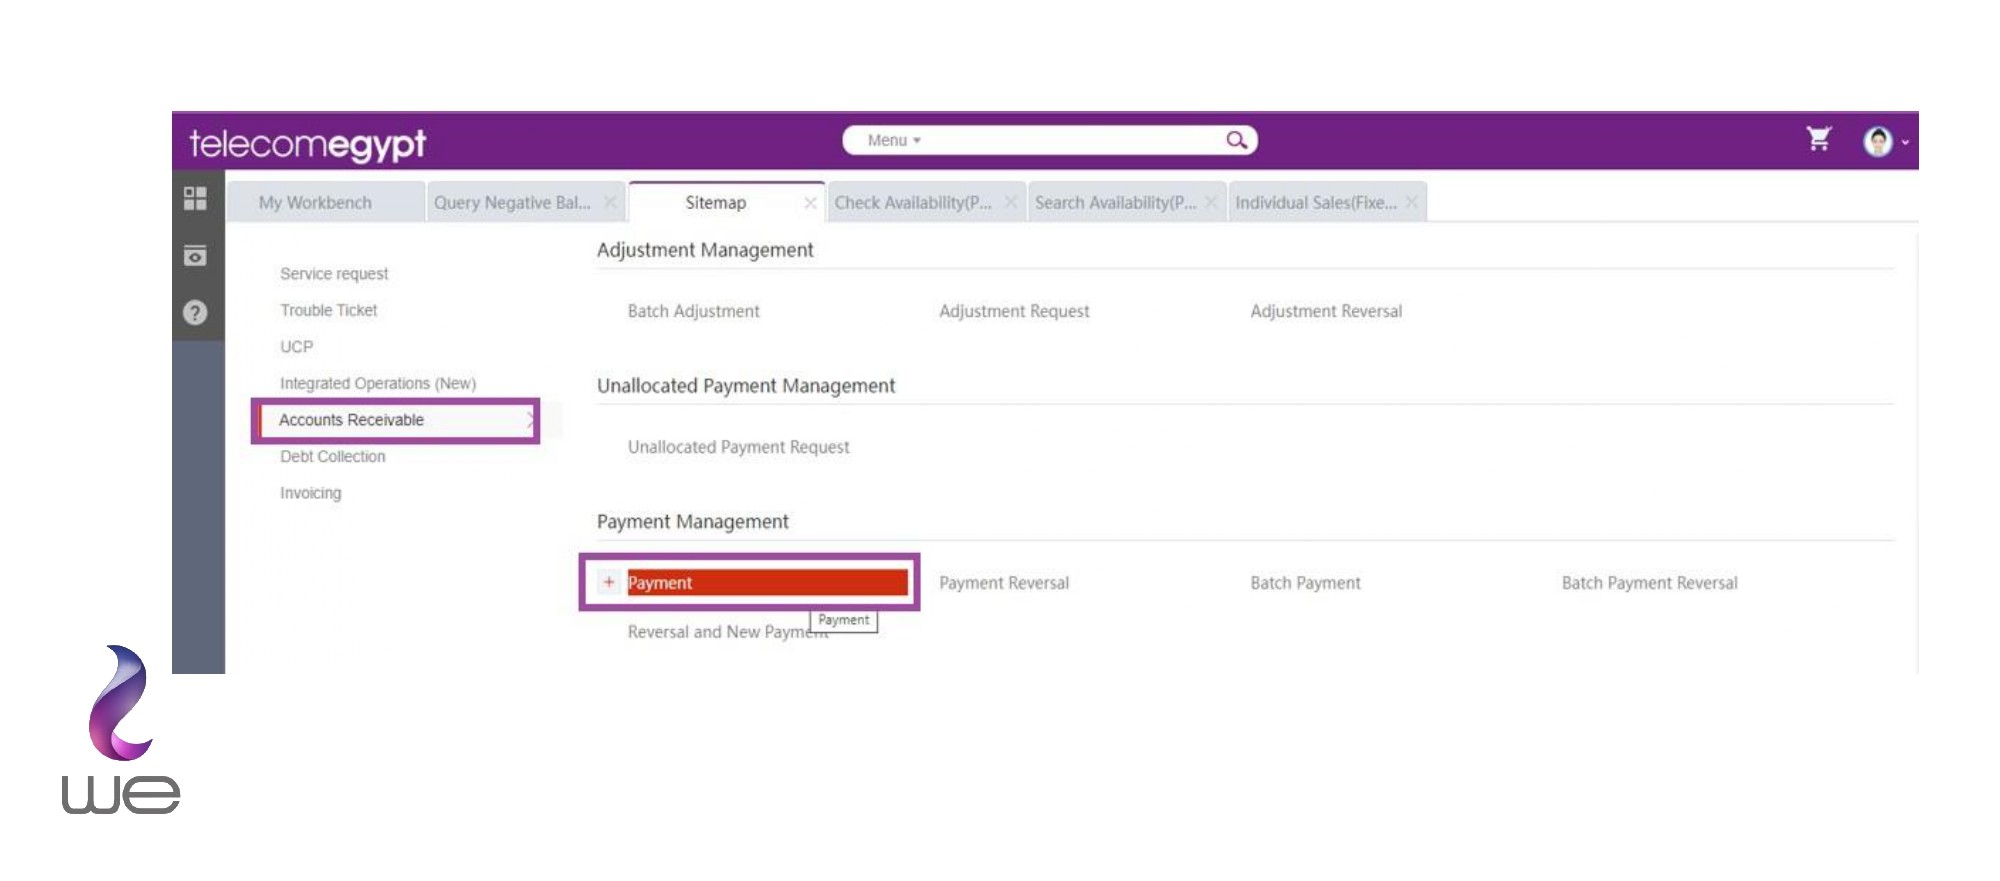 telecomegypt
Menu
My Workbench
Query Negative Bal...
Sitemap
Check Availability(P...
Search Availability(P...
Individual Sales(Fixe...
Service request
Trouble Ticket
UCP
Integrated Operations (New)
Accounts Receivable
Debt Collection
Invoicing
Adjustment Management
Batch Adjustment
Adjustment Request
Adjustment Reversal
Unallocated Payment Management
Unallocated Payment Request
Payment Management
+ Payment
Payment Reversal
Batch Payment
Batch Payment Reversal
Payment
Reversal and New Payment
we